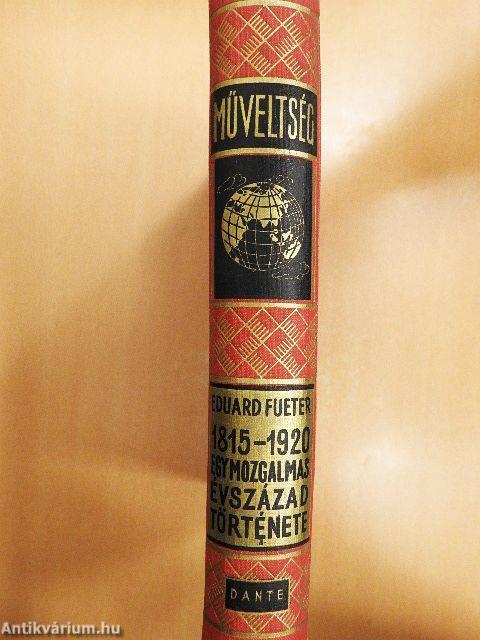 MŰVELTSÉG
EDUARD FUETER
1815-1920
EGY MOZGALMAS
ÉVSZÁZAD
TÖRTÉNETE
DANTE
Antikvárium.hu